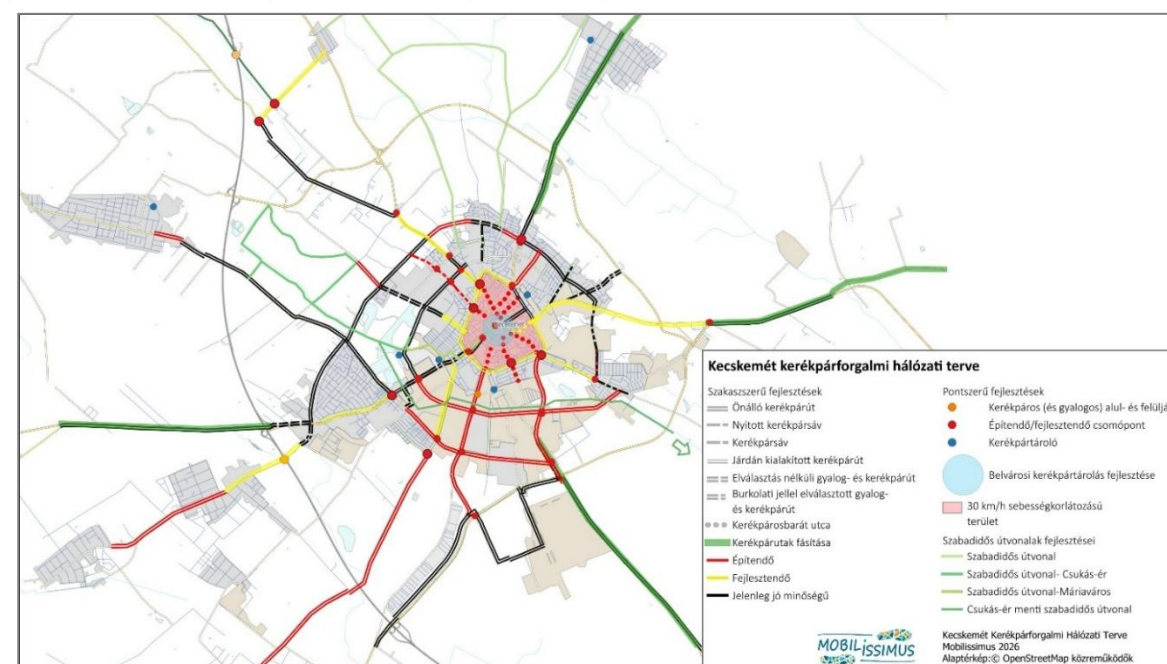 Kecskemét kerékpárforgalmi hálózati terve
Szakaszszerű fejlesztések
Önálló kerékpárút
Nyitott kerékpársáv
Kerékpársáv
Járdán kialakított kerékpárút
Elválasztás nélküli gyalog- és kerékpárút
Burkolati jellel elválasztott gyalog-
és kerékpárút
Kerékpárosbarát utca
Kerékpárutak fásítása
Építendő
Fejlesztendő
Jelenleg jó minőségű
Pontszerű fejlesztések
Kerékpáros (és gyalogos) alul- és felüljá
Építendő/fejlesztendő csomópont
Kerékpártároló
Belvárosi kerékpártárolás fejlesztése
30 km/h sebességkorlátozású
terület
Szabadidős útvonalak fejlesztései
Szabadidős útvonal
Szabadidős útvonal- Csukás-ér
Szabadidős útvonal-Máriaváros
Csukás-ér menti szabadidős útvonal
MOBILISSIMUS
Kecskemét Kerékpárforgalmi Hálózati Terve
Mobilissimus 2026
Alaptérkép:© OpenStreetMap közreműködők